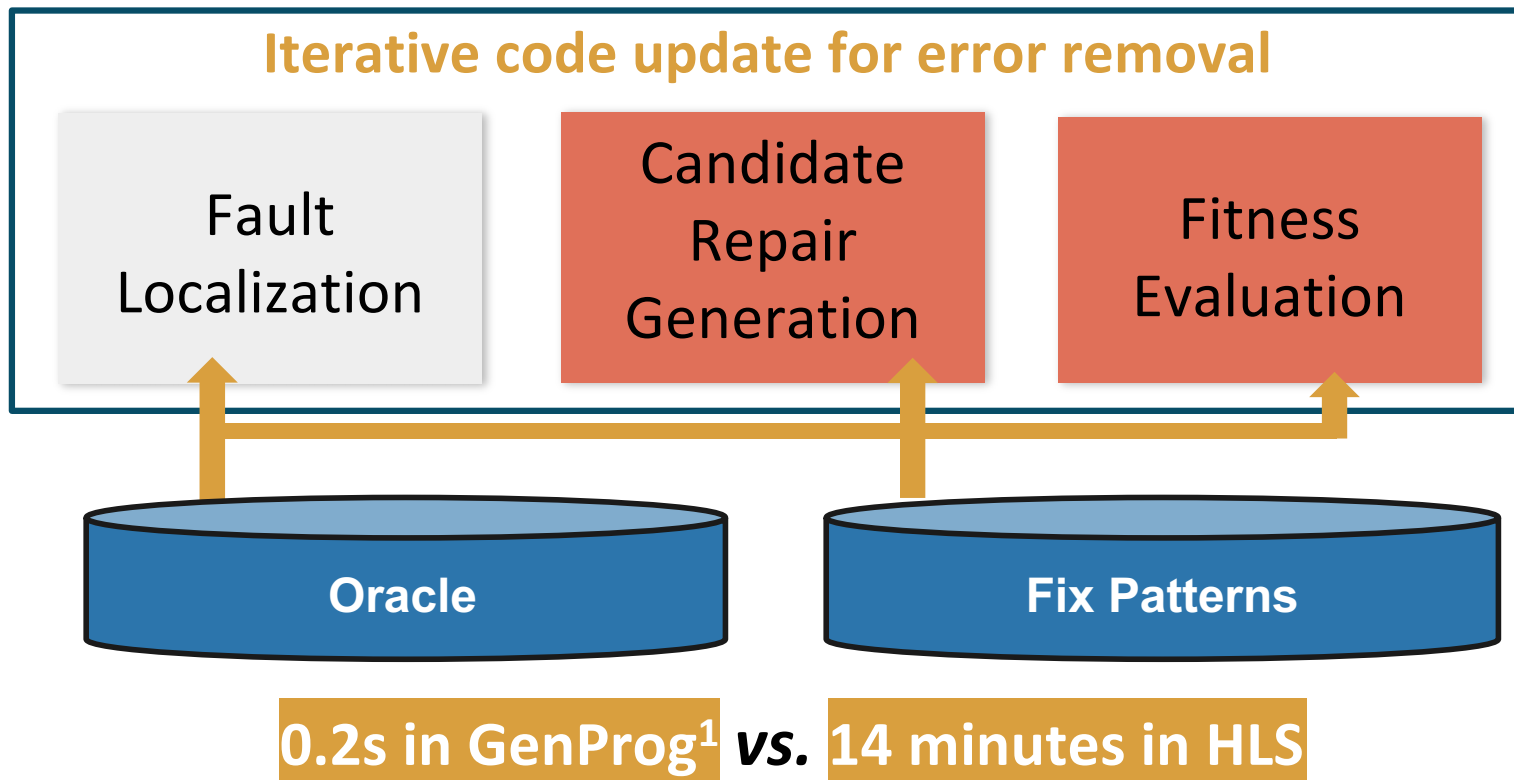 Iterative code update for error removal
Fault
Localization
Candidate
Repair
Generation
Fitness
Evaluation
Oracle
Fix Patterns
0.2s in GenProg¹ vs. 14 minutes in HLS